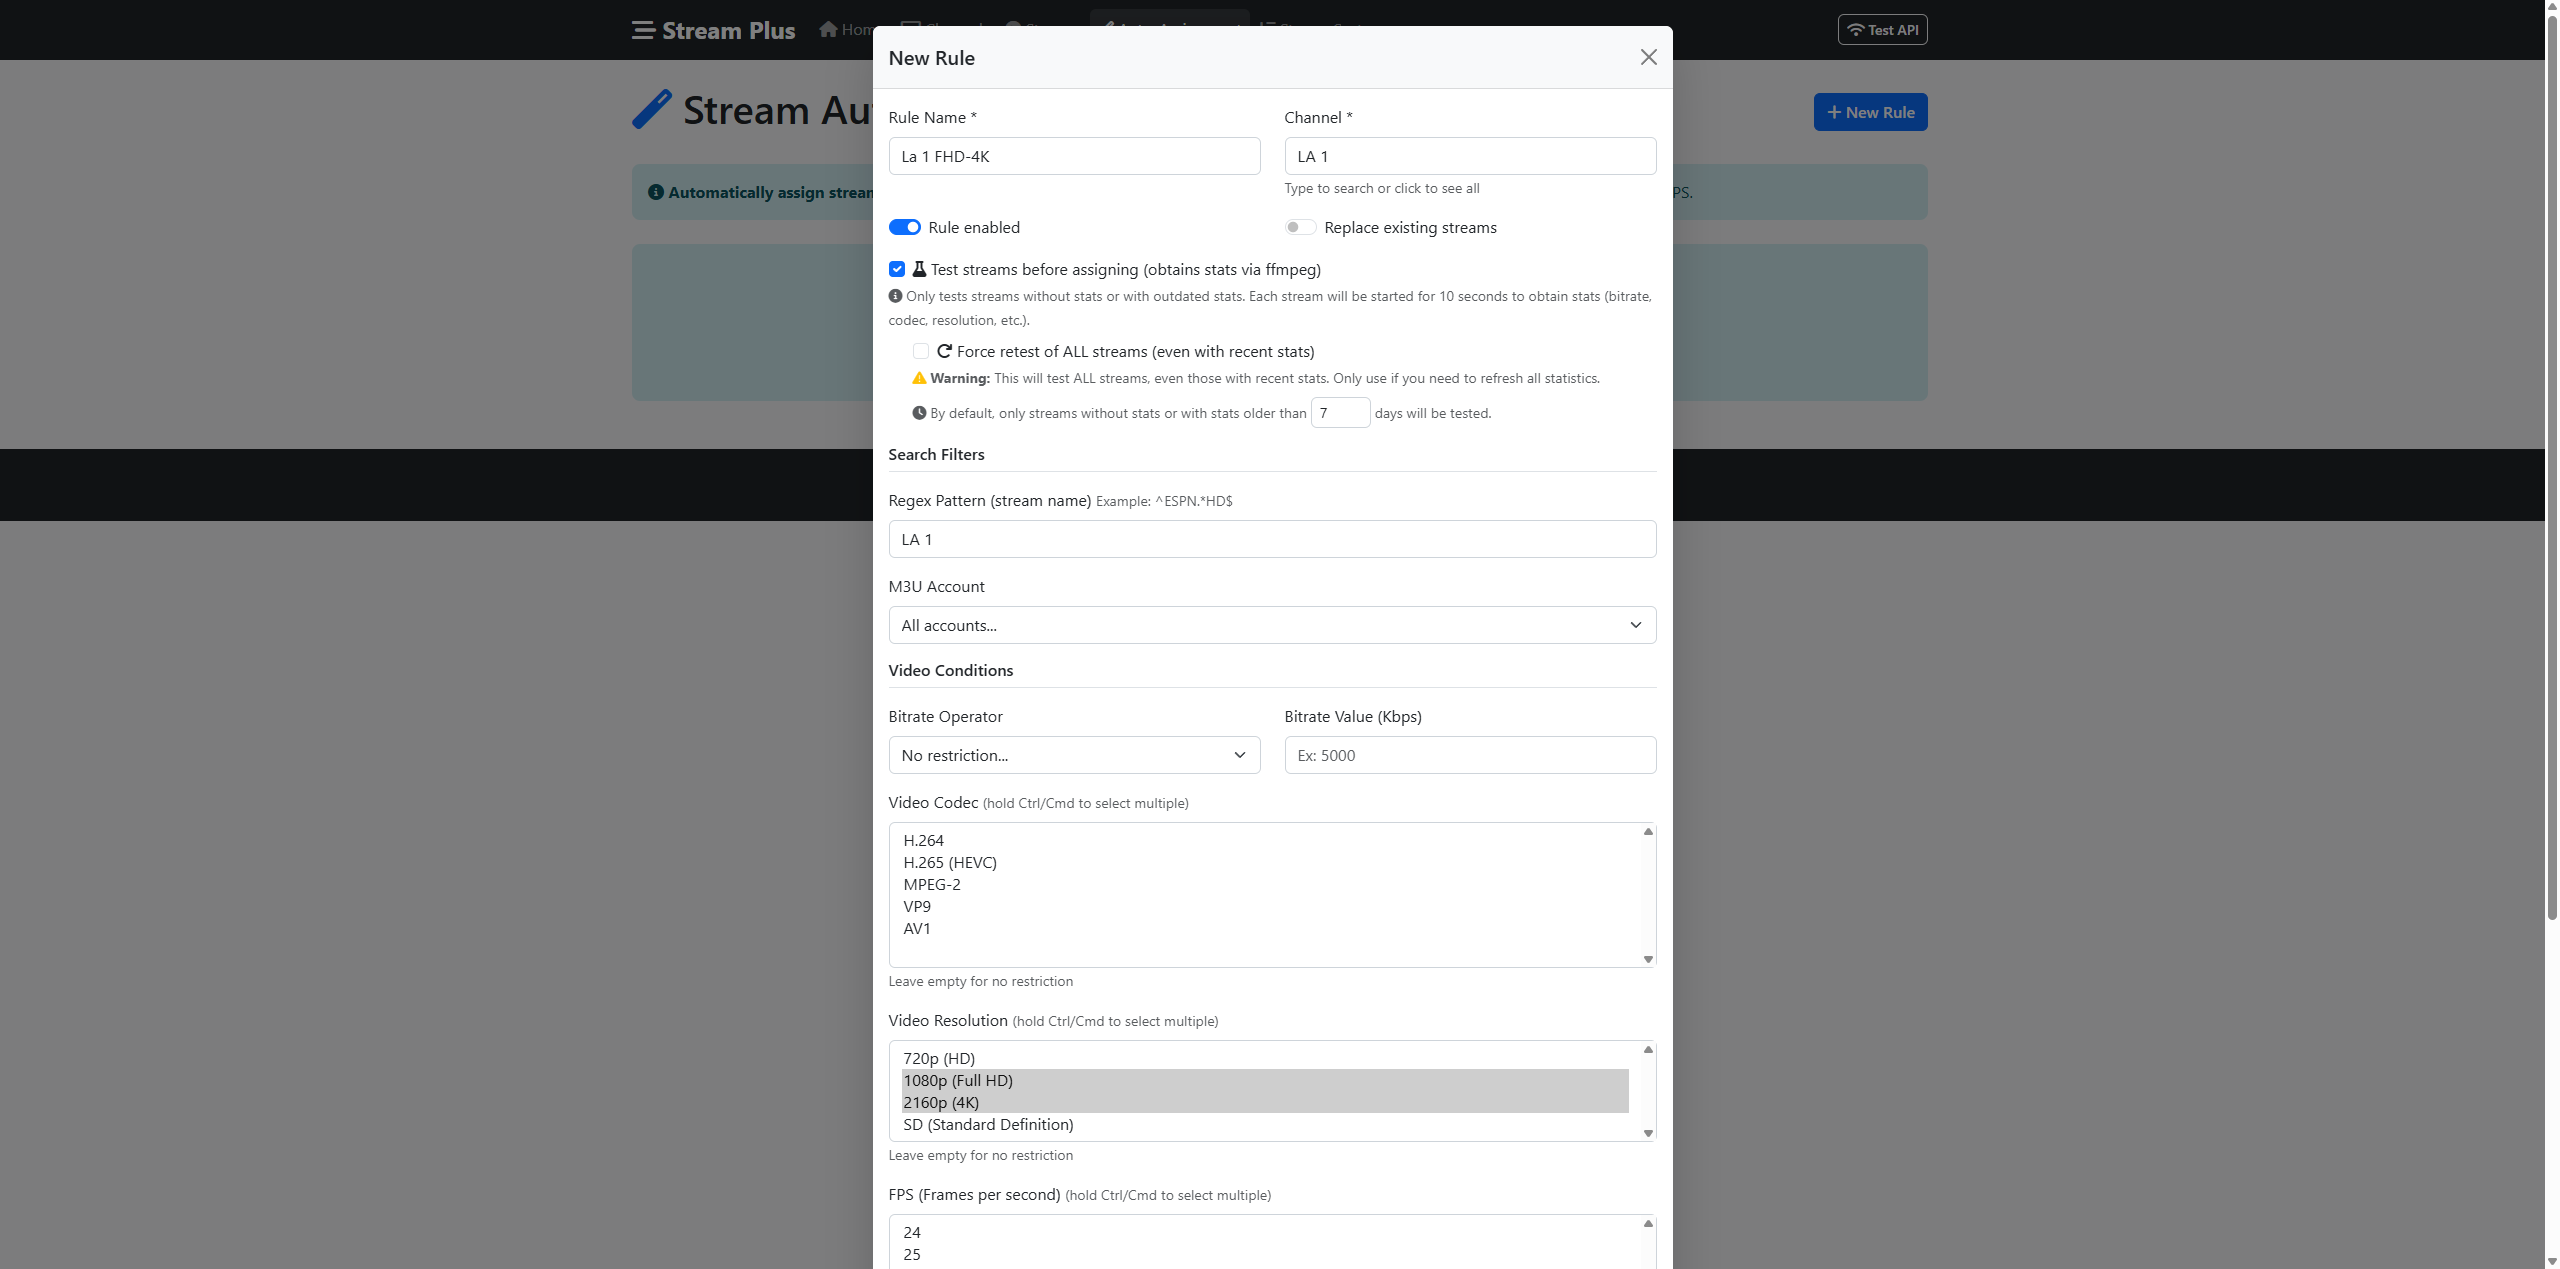 Stream Plus
Test API
New Rule
Stream Au
New Rule
Automatically assign strear
PS.
Rule Name *
Channel *
La 1 FHD-4K
LA 1
Type to search or click to see all
Rule enabled
Replace existing streams
Test streams before assigning (obtains stats via ffmpeg)
Only tests streams without stats or with outdated stats. Each stream will be started for 10 seconds to obtain stats (bitrate,
codec, resolution, etc.).
Force retest of ALL streams (even with recent stats)
Warning: This will test ALL streams, even those with recent stats. Only use if you need to refresh all statistics.
By default, only streams without stats or with stats older than 7 days will be tested.
Search Filters
Regex Pattern (stream name) Example: ^ESPN.*HD$
LA 1
M3U Account
All accounts...
Video Conditions
Bitrate Operator
Bitrate Value (Kbps)
No restriction...
Ex: 5000
Video Codec (hold Ctrl/Cmd to select multiple)
H.264
H.265 (HEVC)
MPEG-2
VP9
AV1
Leave empty for no restriction
Video Resolution (hold Ctrl/Cmd to select multiple)
720p (HD)
1080p (Full HD)
2160p (4K)
SD (Standard Definition)
Leave empty for no restriction
FPS (Frames per second) (hold Ctrl/Cmd to select multiple)
24
25